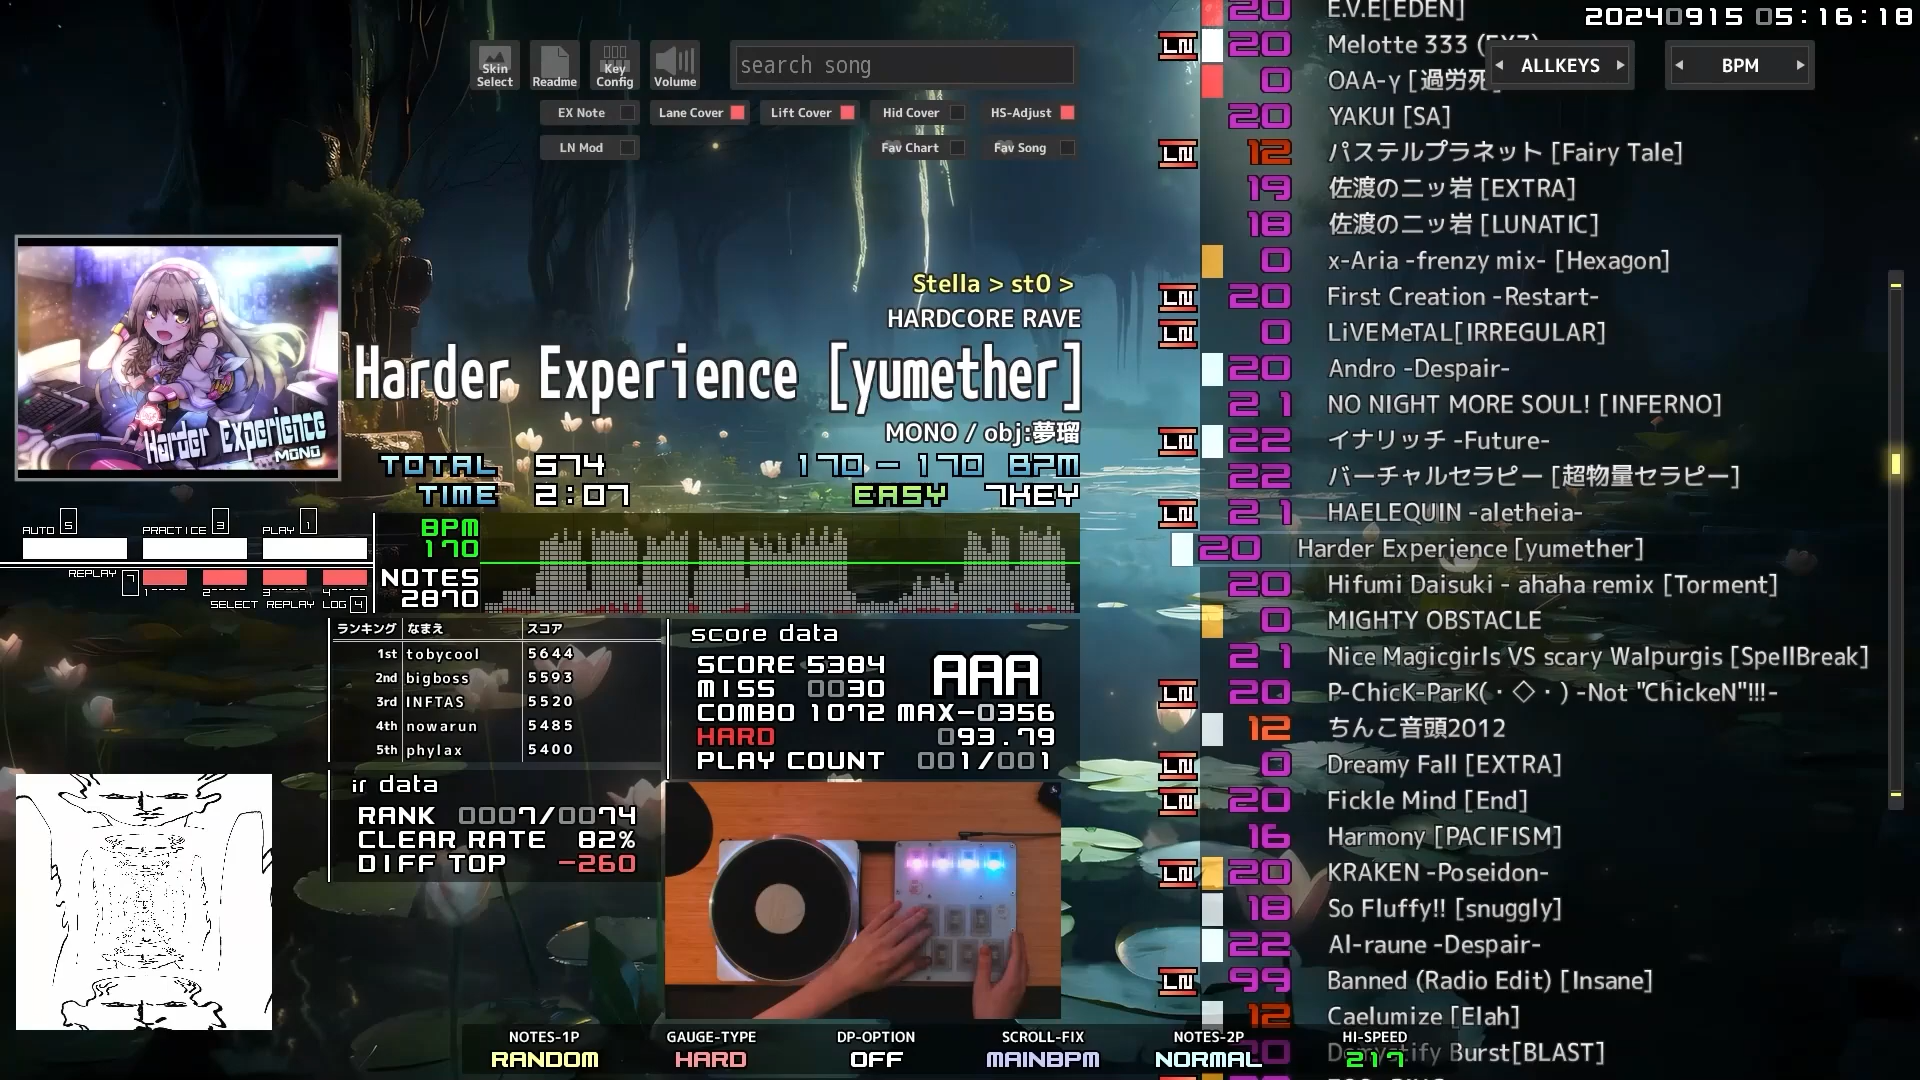 20240915 05:16:18
Skin Select
Readme
Key Config
Volume
search song
ALLKEYS
BPM
EX Note
Lane Cover
Lift Cover
Hid Cover
HS-Adjust
LN Mod
Fav Chart
Fav Song
Stella > st0 >
HARDCORE RAVE
Harder Experience [yumether]
MONO / obj:夢瑠
Harder Experience
MONO
TOTAL 574
170 - 170 BPM
TIME 2:07
EASY 7KEY
AUTO 5
PRACTICE 3
PLAY 1
REPLAY 7
1 2 3 4
SELECT REPLAY LOG 4
BPM
170
NOTES
2870
ランキング なまえ スコア
1st tobycool 5644
2nd bigboss 5593
3rd INFTAS 5520
4th nowarun 5485
5th phylax 5400
score data
SCORE 5384 AAA
MISS 0030
COMBO 1072 MAX-0356
HARD 093.79
PLAY COUNT 001/001
ir data
RANK 0007/0074
CLEAR RATE 82%
DIFF TOP -260
NOTES-1P RANDOM
GAUGE-TYPE HARD
DP-OPTION OFF
SCROLL-FIX MAINBPM
NOTES-2P NORMAL
HI-SPEED 217
20 E.V.E[EDEN]
LN 20 Melotte 333
0 OAA-γ [過労死
20 YAKUI [SA]
LN 12 パステルプラネット [Fairy Tale]
19 佐渡の二ッ岩 [EXTRA]
18 佐渡の二ッ岩 [LUNATIC]
0 x-Aria -frenzy mix- [Hexagon]
LN 20 First Creation -Restart-
LN 0 LiVEMeTAL[IRREGULAR]
20 Andro -Despair-
21 NO NIGHT MORE SOUL! [INFERNO]
LN 22 イナリッチ -Future-
22 バーチャルセラピー [超物量セラピー]
LN 21 HAELEQUIN -aletheia-
20 Harder Experience [yumether]
20 Hifumi Daisuki - ahaha remix [Torment]
0 MIGHTY OBSTACLE
21 Nice Magicgirls VS scary Walpurgis [SpellBreak]
LN 20 P-ChicK-ParK(・◇・) -Not "ChickeN"!!!-
12 ちんこ音頭2012
LN 0 Dreamy Fall [EXTRA]
LN 20 Fickle Mind [End]
16 Harmony [PACIFISM]
LN 20 KRAKEN -Poseidon-
18 So Fluffy!! [snuggly]
22 Al-raune -Despair-
LN 99 Banned (Radio Edit) [Insane]
12 Caelumize [Elah]
Demystify Burst[BLAST]